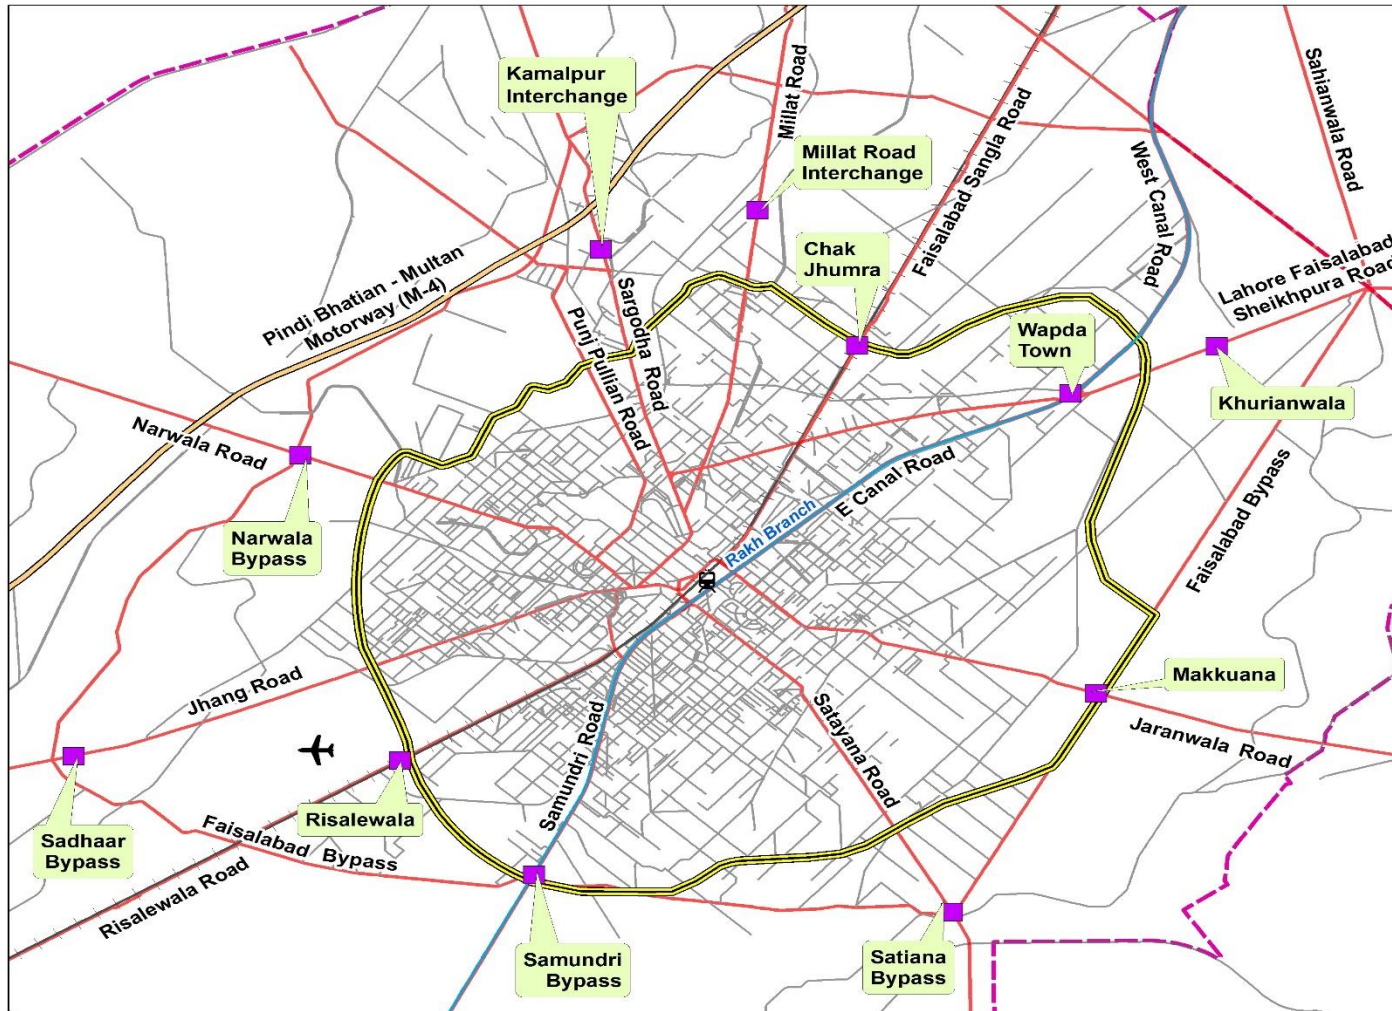 Kamalpur
Interchange
Millat Road
Millat Road
Interchange
Faisalabad Sangla Road
Sahianwala Road
West Canal Road
Chak
Jhumra
Lahore Faisalabad
Sheikhpura Road
Pindi Bhatian - Multan
Motorway (M-4)
Sargodha Road
Punj Pullian Road
Wapda
Town
Khurianwala
Narwala Road
E Canal Road
Rakh Branch
Faisalabad Bypass
Narwala
Bypass
Jhang Road
Makkuana
Satayana Road
Jaranwala Road
Samundri Road
Risalewala
Sadhaar
Bypass
Faisalabad Bypass
Risalewala Road
Samundri
Bypass
Satiana
Bypass